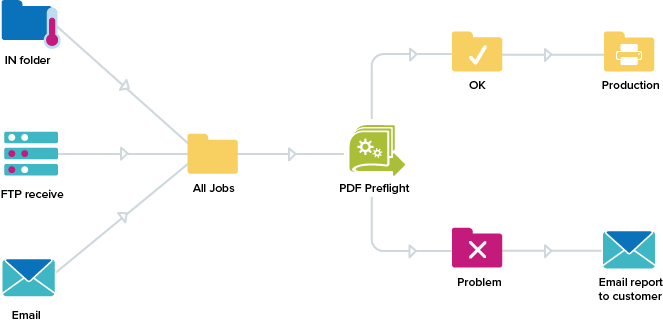 IN folder
FTP receive
Email
All Jobs
PDF Preflight
OK
Production
Problem
Email report
to customer